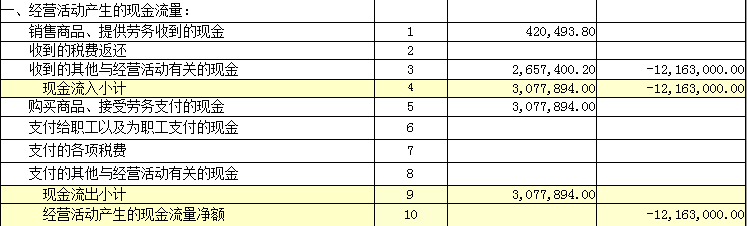 一、经营活动产生的现金流量：
销售商品、提供劳务收到的现金 1 420,493.80
收到的税费返还 2
收到的其他与经营活动有关的现金 3 2,657,400.20 -12,163,000.00
现金流入小计 4 3,077,894.00 -12,163,000.00
购买商品、接受劳务支付的现金 5 3,077,894.00
支付给职工以及为职工支付的现金 6
支付的各项税费 7
支付的其他与经营活动有关的现金 8
现金流出小计 9 3,077,894.00
经营活动产生的现金流量净额 10 -12,163,000.00